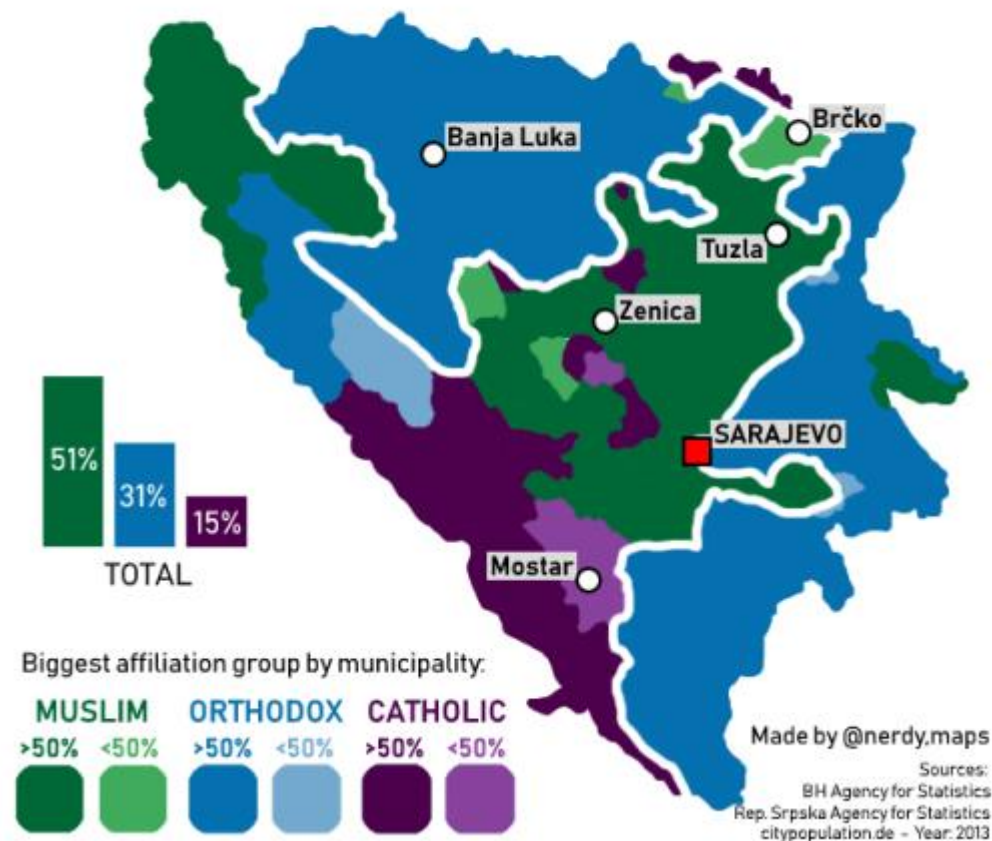 Brčko
Banja Luka
Tuzla
Zenica
SARAJEVO
51%
31%
15%
TOTAL
Mostar
Biggest affiliation group by municipality:
MUSLIM ORTHODOX CATHOLIC
>50% <50% >50% <50% >50% <50%
Made by @nerdy,maps
Sources:
BH Agency for Statistics
Rep. Srpska Agency for Statistics
citypopulation.de - Year: 2013